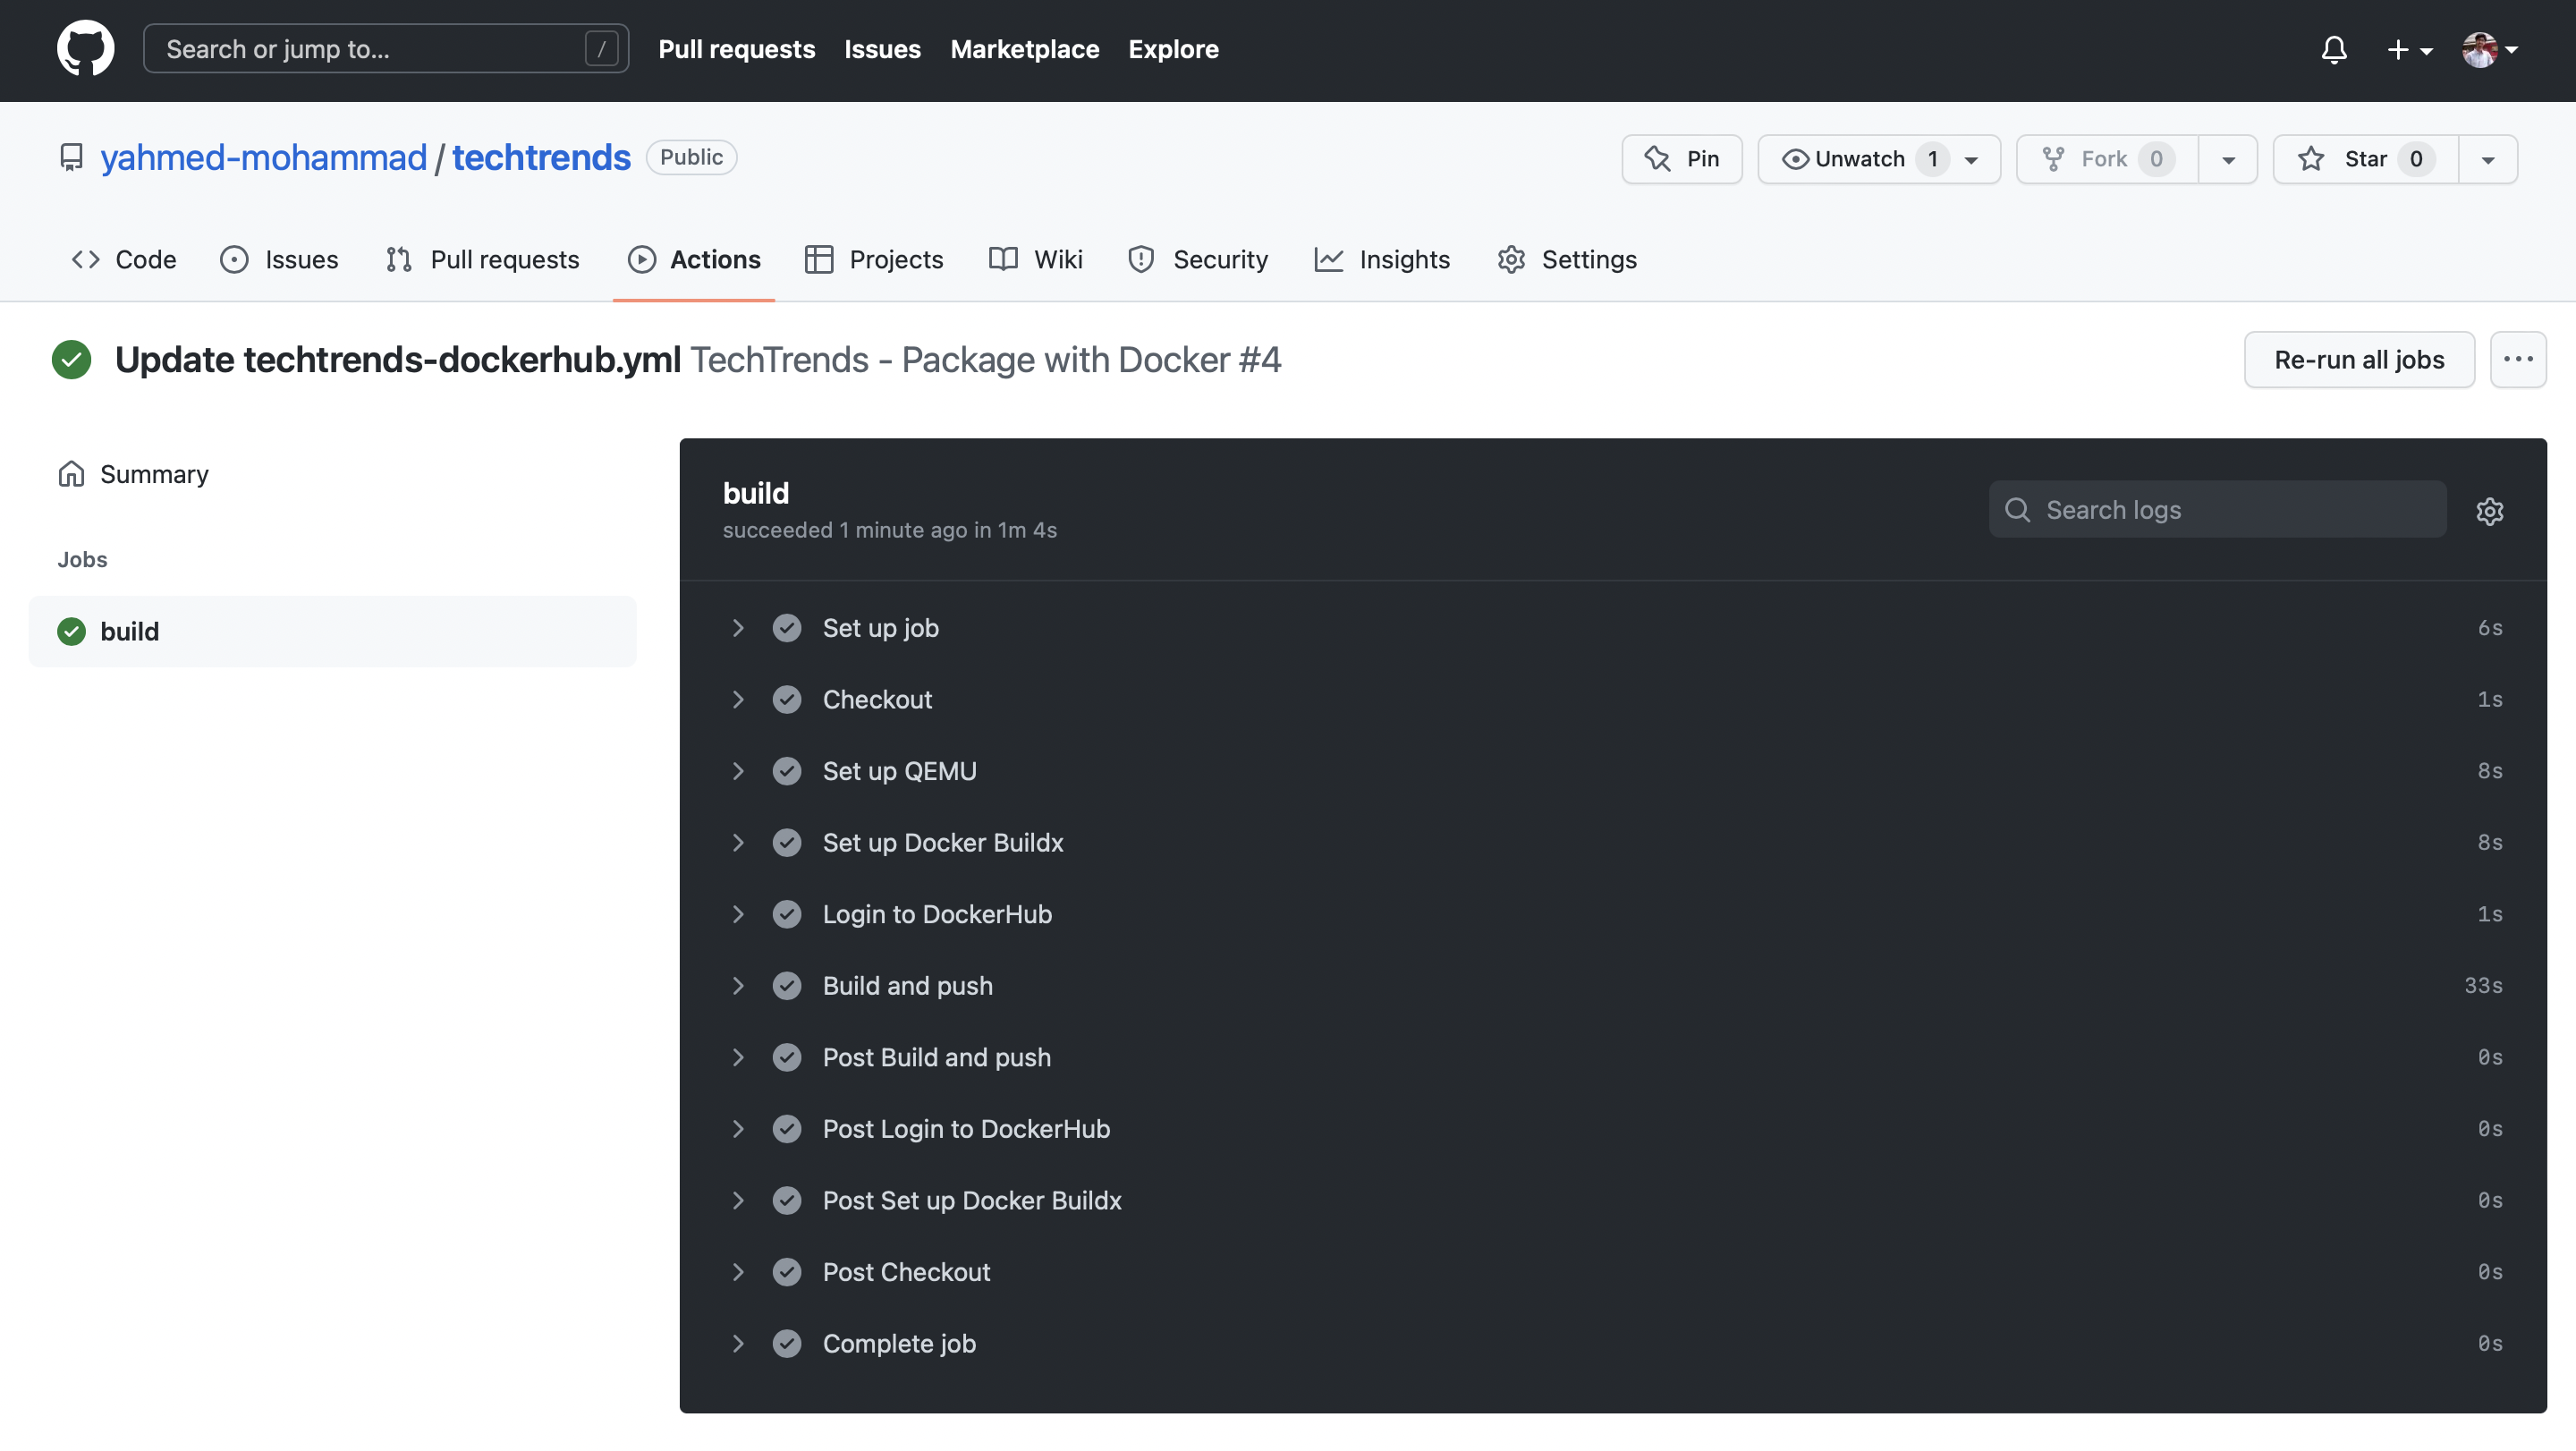 Search or jump to... / Pull requests Issues Marketplace Explore
yahmed-mohammad / techtrends Public Pin Unwatch 1 Fork 0 Star 0
Code Issues Pull requests Actions Projects Wiki Security Insights Settings
Update techtrends-dockerhub.yml TechTrends - Package with Docker #4 Re-run all jobs ...
Summary
Jobs
build
build
succeeded 1 minute ago in 1m 4s
Search logs
Set up job 6s
Checkout 1s
Set up QEMU 8s
Set up Docker Buildx 8s
Login to DockerHub 1s
Build and push 33s
Post Build and push 0s
Post Login to DockerHub 0s
Post Set up Docker Buildx 0s
Post Checkout 0s
Complete job 0s